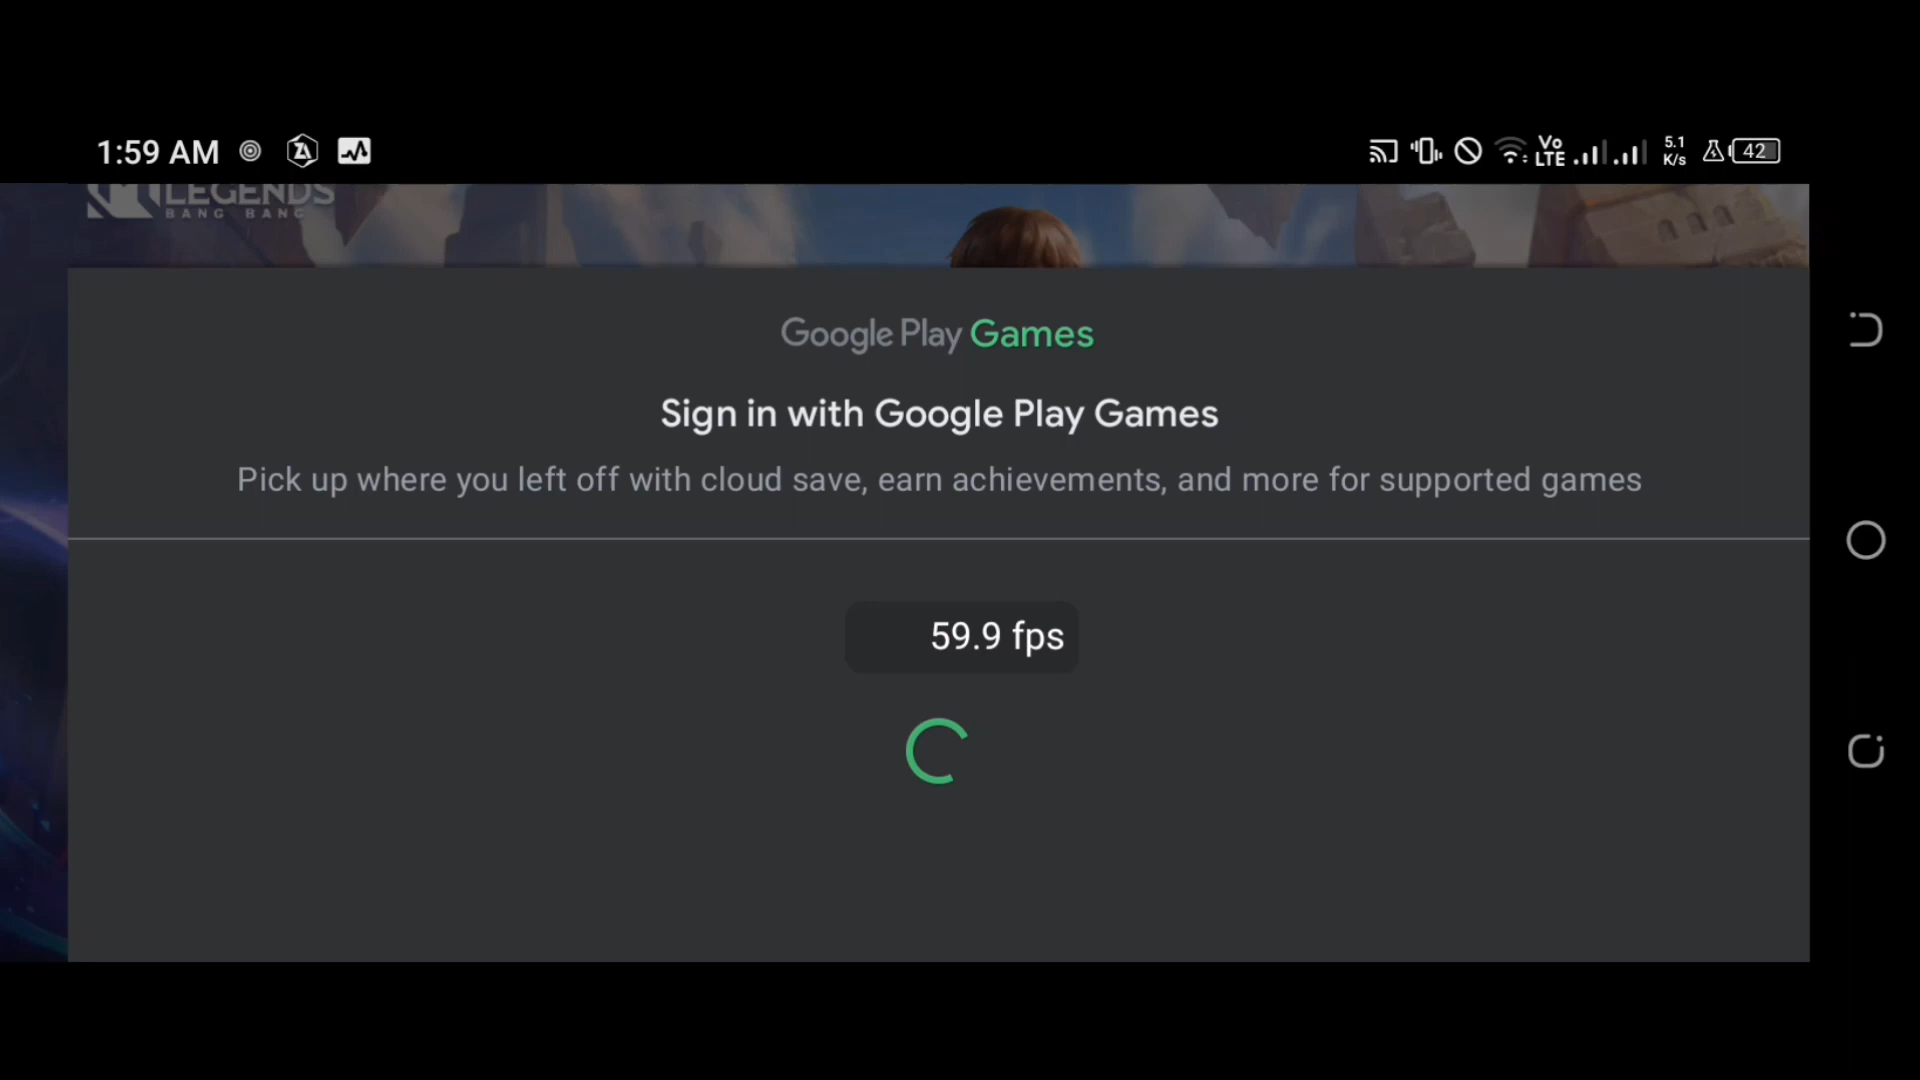 1:59 AM
Vo
LTE
5.1
K/s
42
LEGENDS
BANG BANG
Google Play Games
Sign in with Google Play Games
Pick up where you left off with cloud save, earn achievements, and more for supported games
59.9 fps